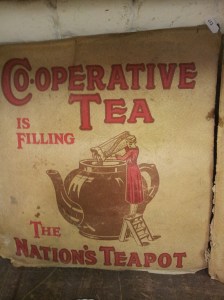 CO-OPERATIVE
TEA
IS
FILLING
THE
NATION'S TEAPOT